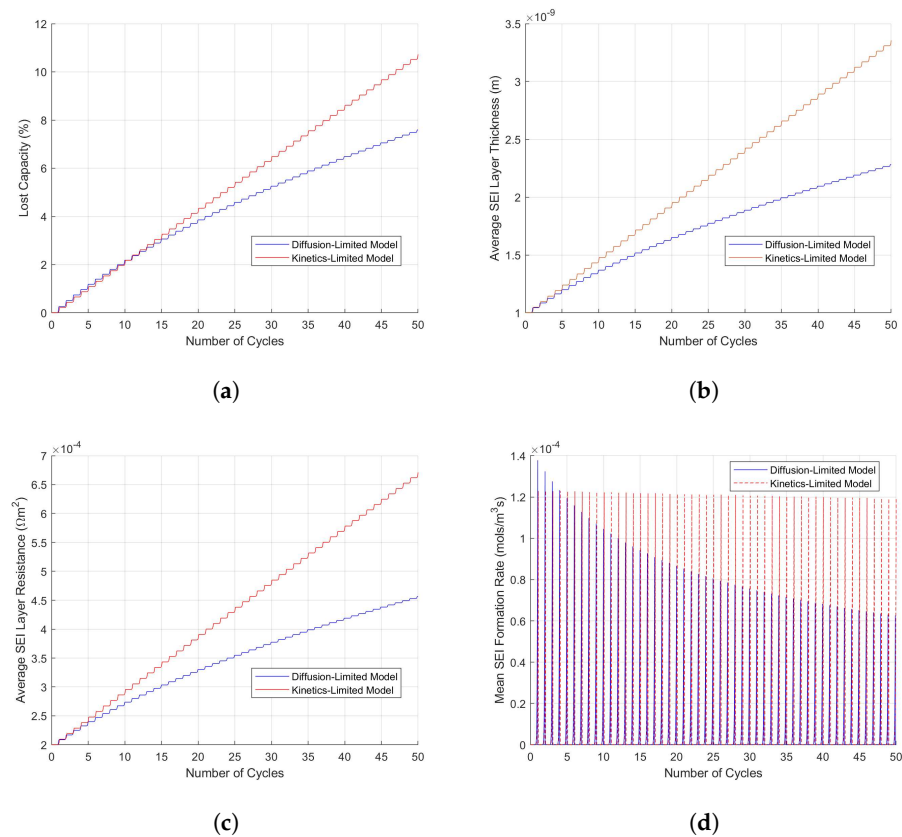 12
10
8
6
4
2
0
Lost Capacity (%)
Diffusion-Limited Model
Kinetics-Limited Model
0 5 10 15 20 25 30 35 40 45 50
Number of Cycles
(a)
×10⁻⁹
3.5
3
2.5
2
1.5
1
Average SEI Layer Thickness (m)
Diffusion-Limited Model
Kinetics-Limited Model
0 5 10 15 20 25 30 35 40 45 50
Number of Cycles
(b)
×10⁻⁴
7
6.5
6
5.5
5
4.5
4
3.5
3
2.5
2
Average SEI Layer Resistance (Ωm²)
Diffusion-Limited Model
Kinetics-Limited Model
0 5 10 15 20 25 30 35 40 45 50
Number of Cycles
(c)
×10⁻⁴
1.4
1.2
1
0.8
0.6
0.4
0.2
0
Mean SEI Formation Rate (mols/m³s)
Diffusion-Limited Model
Kinetics-Limited Model
0 5 10 15 20 25 30 35 40 45 50
Number of Cycles
(d)